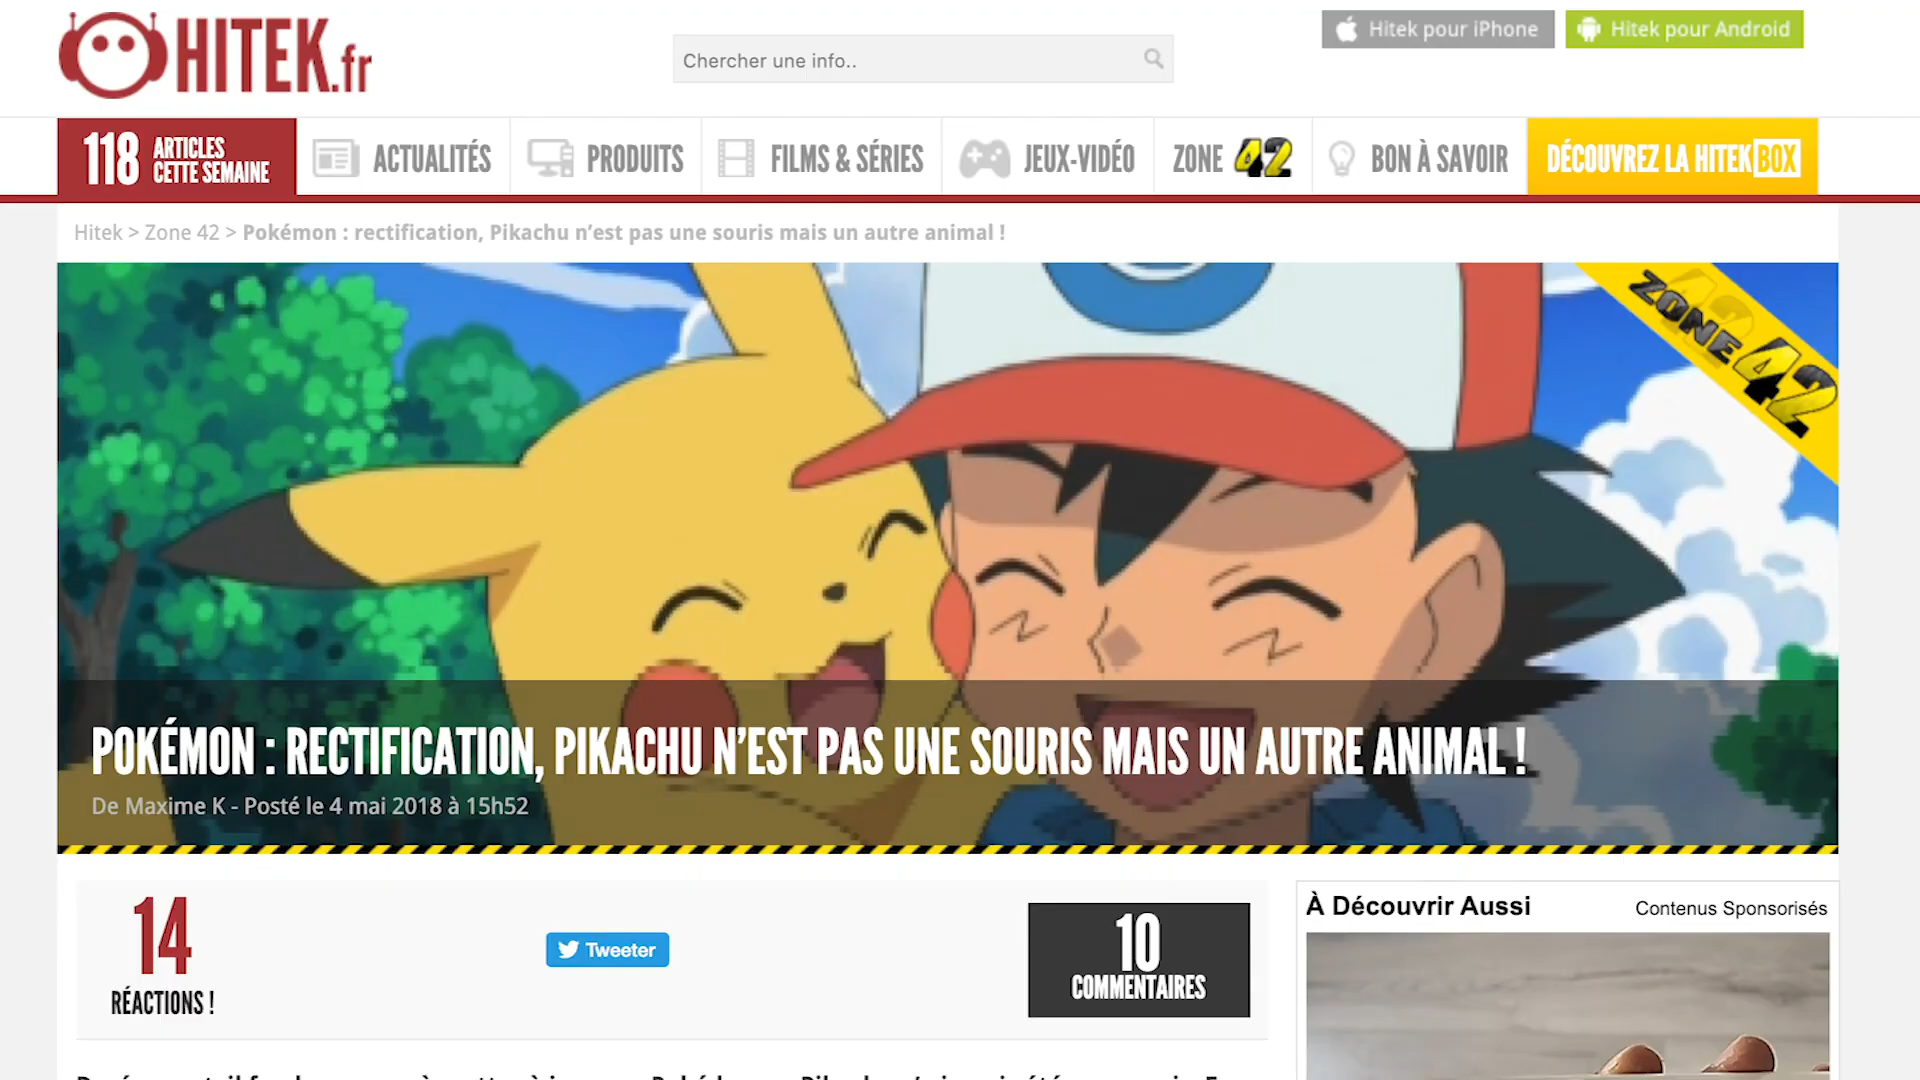 HITEK.fr
Chercher une info..
Hitek pour iPhone
Hitek pour Android
118 ARTICLES CETTE SEMAINE
ACTUALITÉS
PRODUITS
FILMS & SÉRIES
JEUX-VIDÉO
ZONE 42
BON À SAVOIR
DÉCOUVREZ LA HITEKBOX
Hitek > Zone 42 > Pokémon : rectification, Pikachu n’est pas une souris mais un autre animal !
ZONE 42
POKÉMON : RECTIFICATION, PIKACHU N’EST PAS UNE SOURIS MAIS UN AUTRE ANIMAL !
De Maxime K - Posté le 4 mai 2018 à 15h52
14
RÉACTIONS !
Tweeter
10
COMMENTAIRES
À Découvrir Aussi
Contenus Sponsorisés